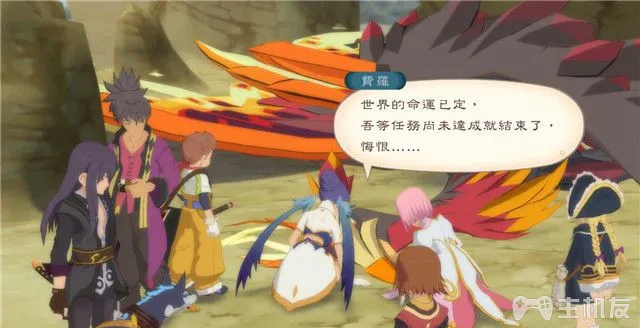 費羅
世界的命運已定，
吾等任務尚未達成就結束了，
悔恨……
主机友